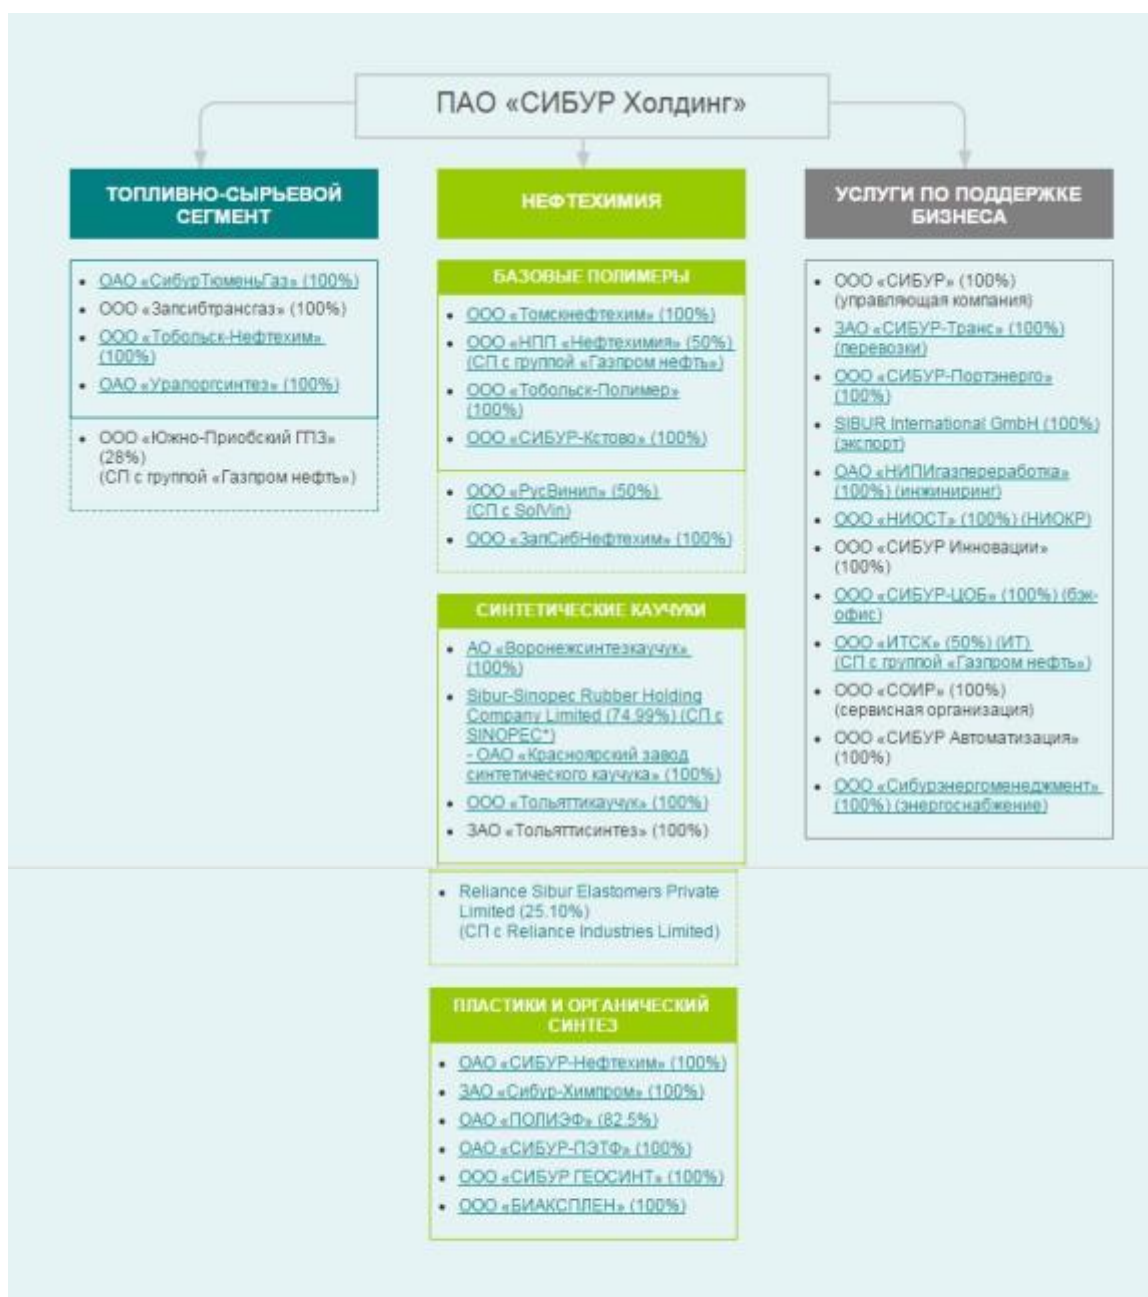 ПАО «СИБУР Холдинг»
ТОПЛИВНО-СЫРЬЕВОЙ
СЕГМЕНТ
• ОАО «СибурТюменьГаз» (100%)
• ООО «Запсибтрансгаз» (100%)
• ООО «Тобольск-Нефтехим»
(100%)
• ОАО «Уралоргсинтез» (100%)
• ООО «Южно-Приобский ГПЗ»
(28%)
(СП с группой «Газпром нефть»)
НЕФТЕХИМИЯ
БАЗОВЫЕ ПОЛИМЕРЫ
• ООО «Томскнефтехим» (100%)
• ООО «НПП «Нефтехимия» (50%)
(СП с группой «Газпром нефть»)
• ООО «Тобольск-Полимер»
(100%)
• ООО «СИБУР-Кстово» (100%)
• ООО «РусВинил» (50%)
(СП с SolVin)
• ООО «ЗапСибНефтехим» (100%)
СИНТЕТИЧЕСКИЕ КАУЧУКИ
• АО «Воронежсинтезкаучук»
(100%)
• Sibur-Sinopec Rubber Holding
Company Limited (74.99%) (СП с
SINOPEC*)
- ОАО «Красноярский завод
синтетического каучука» (100%)
• ООО «Тольяттикаучук» (100%)
• ЗАО «Тольяттисинтез» (100%)
• Reliance Sibur Elastomers Private
Limited (25.10%)
(СП с Reliance Industries Limited)
ПЛАСТИКИ И ОРГАНИЧЕСКИЙ
СИНТЕЗ
• ОАО «СИБУР-Нефтехим» (100%)
• ЗАО «Сибур-Химпром» (100%)
• ОАО «ПОЛИЭФ» (82.5%)
• ОАО «СИБУР-ПЭТФ» (100%)
• ООО «СИБУР ГЕОСИНТ» (100%)
• ООО «БИАКСПЛЕН» (100%)
УСЛУГИ ПО ПОДДЕРЖКЕ
БИЗНЕСА
• ООО «СИБУР» (100%)
(управляющая компания)
• ЗАО «СИБУР-Транс» (100%)
(перевозки)
• ООО «СИБУР-Портэнерго»
(100%)
• SIBUR International GmbH (100%)
(экспорт)
• ОАО «НИПИгазпереработка»
(100%) (инжиниринг)
• ООО «НИОСТ» (100%) (НИОКР)
• ООО «СИБУР Инновации»
(100%)
• ООО «СИБУР-ЦОБ» (100%) (бэк-
офис)
• ООО «ИТСК» (50%) (ИТ)
(СП с группой «Газпром нефть»)
• ООО «СОИР» (100%)
(сервисная организация)
• ООО «СИБУР Автоматизация»
(100%)
• ООО «Сибурэнергоменеджмент»
(100%) (энергоснабжение)